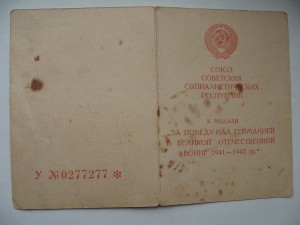 У №0277277 *
СОЮЗ
СОВЕТСКИХ
СОЦИАЛИСТИЧЕСКИХ
РЕСПУБЛИК
К МЕДАЛИ
"ЗА ПОБЕДУ НАД ГЕРМАНИЕЙ
В ВЕЛИКОЙ ОТЕЧЕСТВЕННОЙ
ВОЙНЕ 1941—1945 гг."